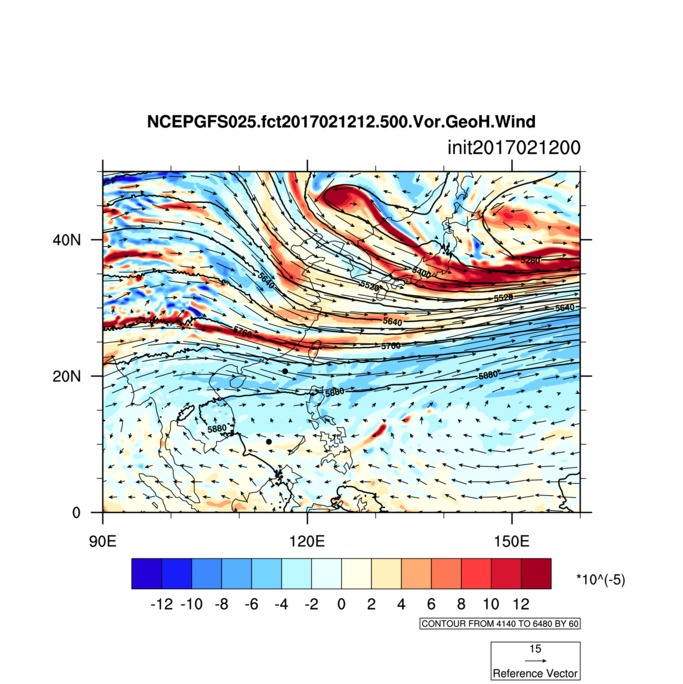 NCEPGFS025.fct2017021212.500.Vor.GeoH.Wind
init2017021200
40N
20N
0
90E
120E
150E
5640
5520
5400
5280
5520
5640
5640
5760
5760
5880
5880
5880
-12 -10 -8 -6 -4 -2 0 2 4 6 8 10 12
*10^(-5)
CONTOUR FROM 4140 TO 6480 BY 60
15
Reference Vector